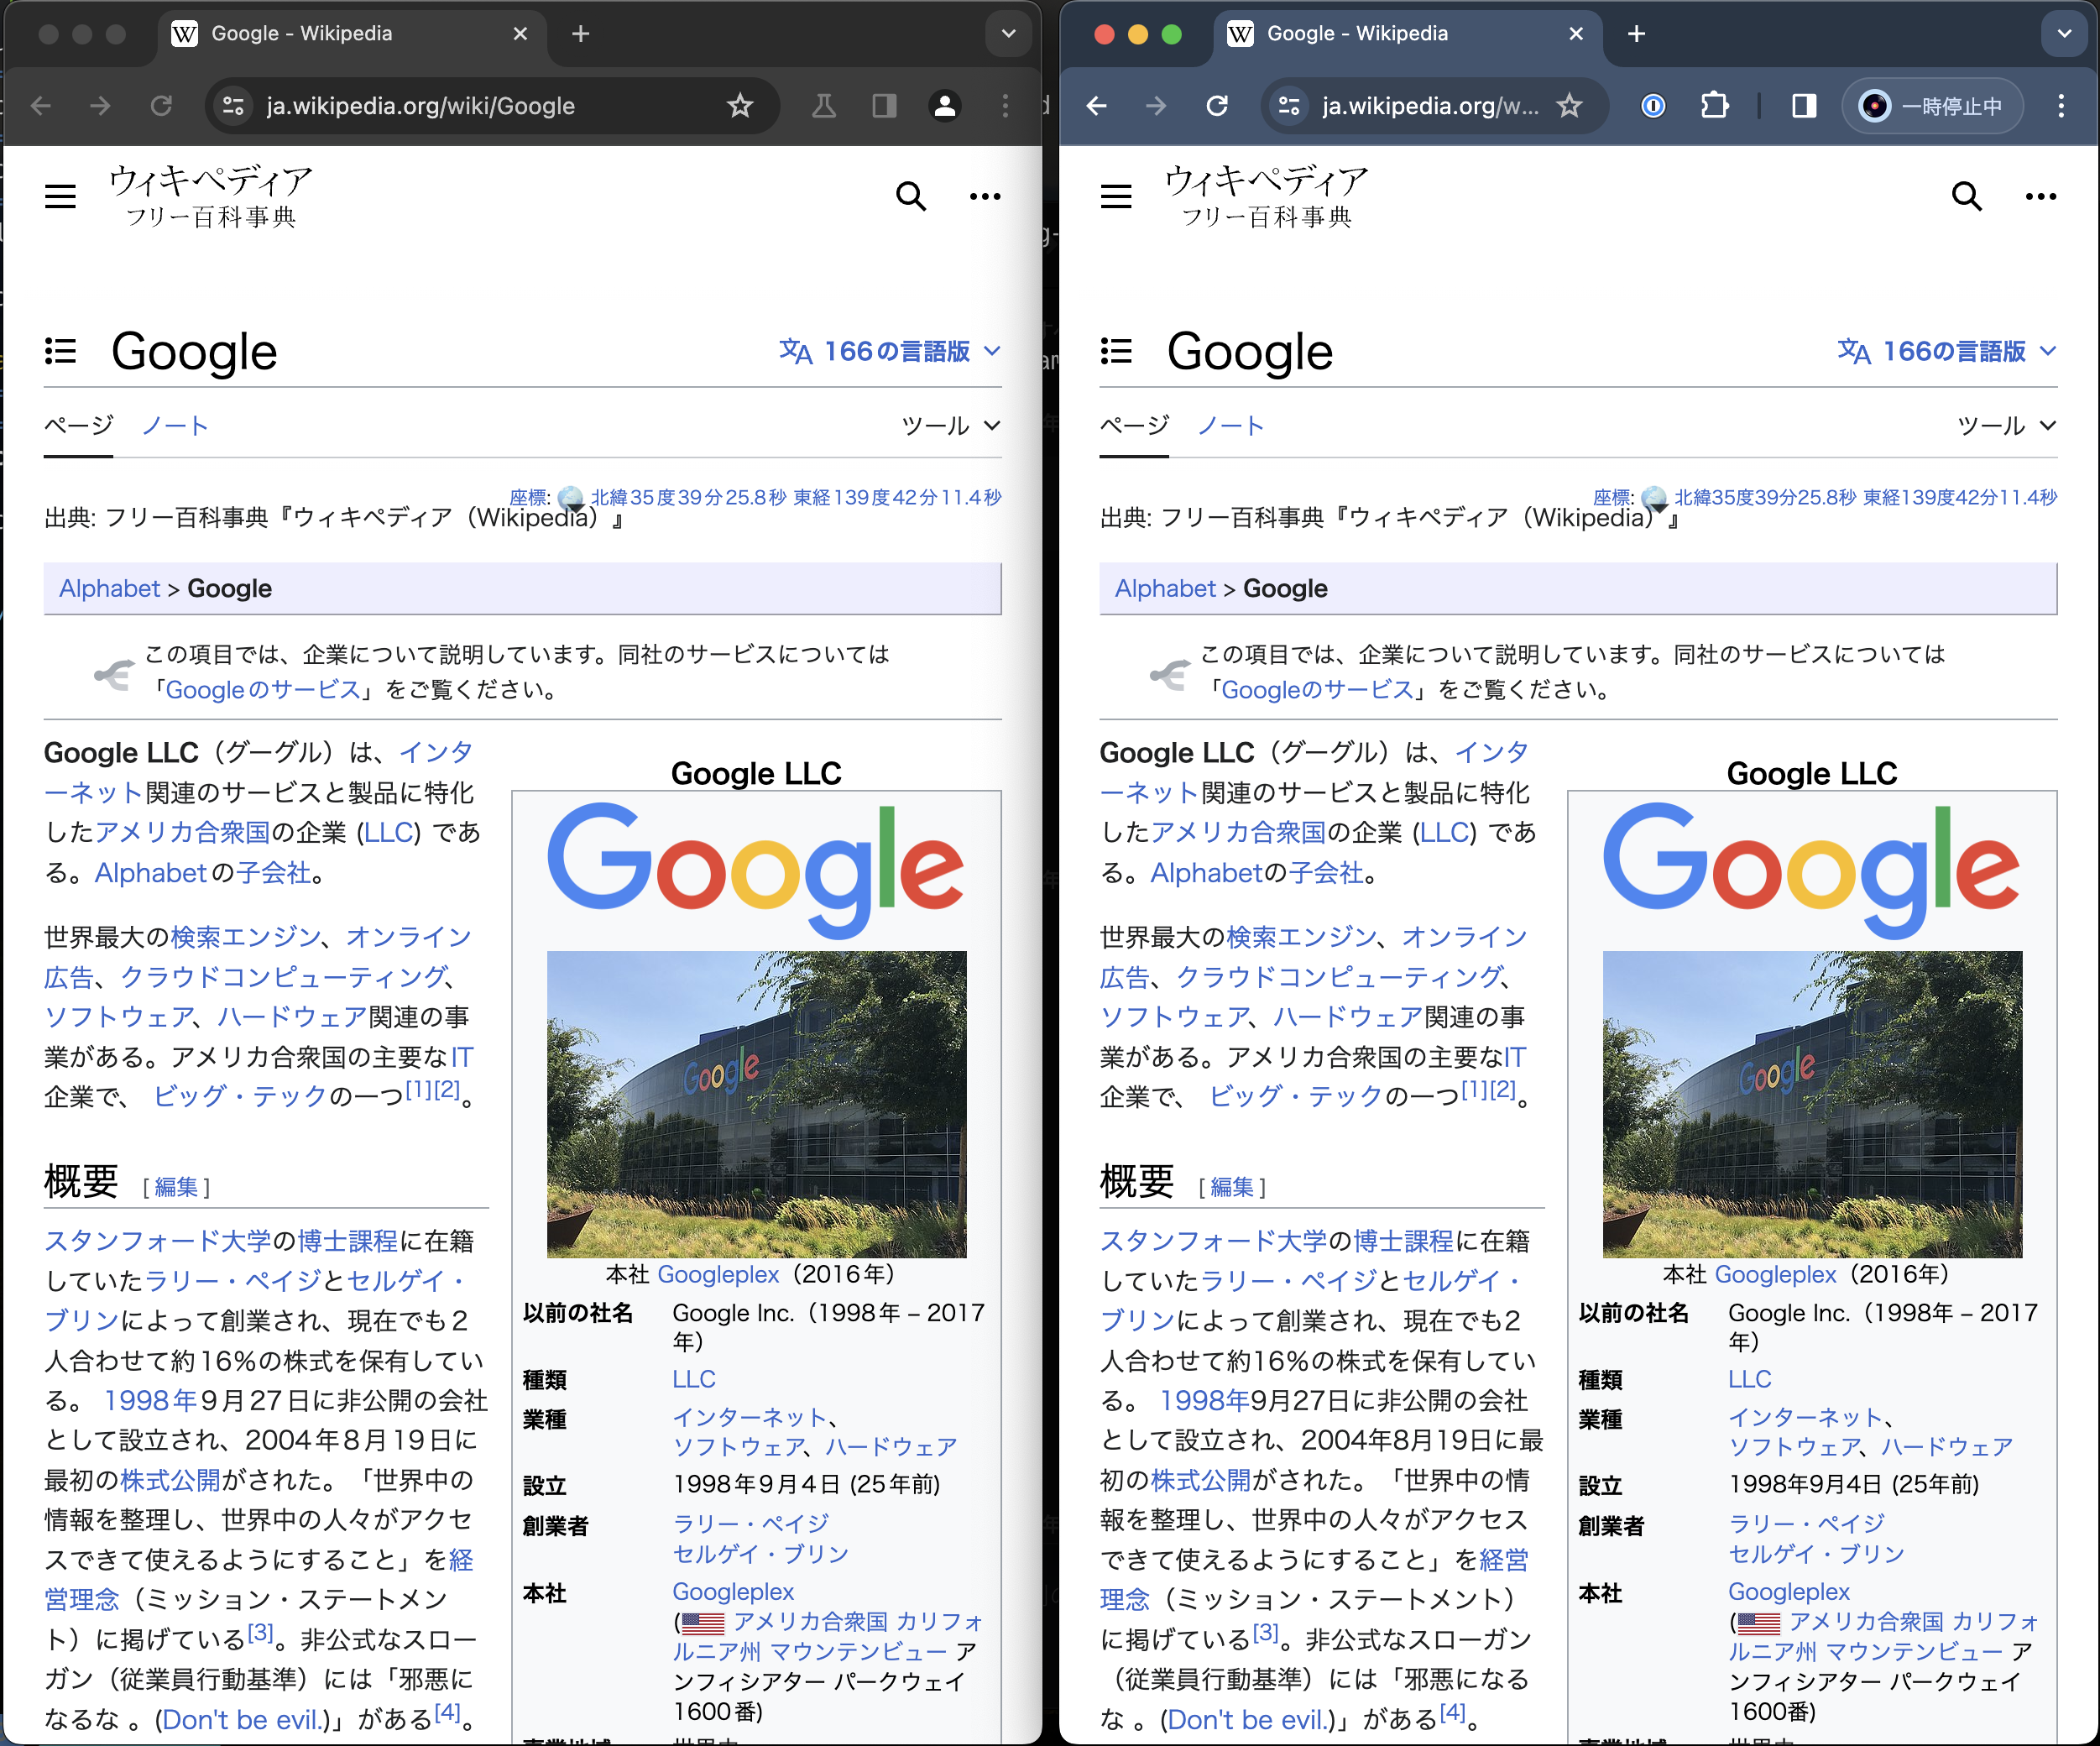 Google - Wikipedia
ja.wikipedia.org/wiki/Google
ウィキペディア
フリー百科事典
Google
166の言語版
ページ ノート ツール
座標: 北緯35度39分25.8秒 東経139度42分11.4秒
出典: フリー百科事典『ウィキペディア（Wikipedia）』
Alphabet > Google
この項目では、企業について説明しています。同社のサービスについては
「Googleのサービス」をご覧ください。
Google LLC（グーグル）は、インタ
ーネット関連のサービスと製品に特化
したアメリカ合衆国の企業 (LLC) であ
る。Alphabetの子会社。
世界最大の検索エンジン、オンライン
広告、クラウドコンピューティング、
ソフトウェア、ハードウェア関連の事
業がある。アメリカ合衆国の主要なIT
企業で、 ビッグ・テックの一つ[1][2]。
概要 [編集]
スタンフォード大学の博士課程に在籍
していたラリー・ペイジとセルゲイ・
ブリンによって創業され、現在でも2
人合わせて約16%の株式を保有してい
る。 1998年9月27日に非公開の会社
として設立され、2004年8月19日に
最初の株式公開がされた。「世界中の
情報を整理し、世界中の人々がアクセ
スできて使えるようにすること」を経
営理念（ミッション・ステートメン
ト）に掲げている[3]。非公式なスロー
ガン（従業員行動基準）には「邪悪に
なるな 。(Don't be evil.)」がある[4]。
Google LLC
Google
Google
本社 Googleplex（2016年）
以前の社名 Google Inc.（1998年 – 2017
年）
種類 LLC
業種 インターネット、
ソフトウェア、ハードウェア
設立 1998年9月4日 (25年前)
創業者 ラリー・ペイジ
セルゲイ・ブリン
本社 Googleplex
( アメリカ合衆国 カリフォ
ルニア州 マウンテンビュー ア
ンフィシアター パークウェイ
1600番)
Google - Wikipedia
ja.wikipedia.org/w...
一時停止中
ウィキペディア
フリー百科事典
Google
166の言語版
ページ ノート ツール
座標: 北緯35度39分25.8秒 東経139度42分11.4秒
出典: フリー百科事典『ウィキペディア（Wikipedia）』
Alphabet > Google
この項目では、企業について説明しています。同社のサービスについては
「Googleのサービス」をご覧ください。
Google LLC（グーグル）は、インタ
ーネット関連のサービスと製品に特化
したアメリカ合衆国の企業 (LLC) であ
る。Alphabetの子会社。
世界最大の検索エンジン、オンライン
広告、クラウドコンピューティング、
ソフトウェア、ハードウェア関連の事
業がある。アメリカ合衆国の主要なIT
企業で、 ビッグ・テックの一つ[1][2]。
概要 [編集]
スタンフォード大学の博士課程に在籍
していたラリー・ペイジとセルゲイ・
ブリンによって創業され、現在でも2
人合わせて約16%の株式を保有してい
る。 1998年9月27日に非公開の会社
として設立され、2004年8月19日に最
初の株式公開がされた。「世界中の情
報を整理し、世界中の人々がアクセス
できて使えるようにすること」を経営
理念（ミッション・ステートメント）
に掲げている[3]。非公式なスローガン
（従業員行動基準）には「邪悪になる
な 。(Don't be evil.)」がある[4]。
Google LLC
Google
Google
本社 Googleplex（2016年）
以前の社名 Google Inc.（1998年 – 2017
年）
種類 LLC
業種 インターネット、
ソフトウェア、ハードウェア
設立 1998年9月4日 (25年前)
創業者 ラリー・ペイジ
セルゲイ・ブリン
本社 Googleplex
( アメリカ合衆国 カリフォ
ルニア州 マウンテンビュー ア
ンフィシアター パークウェイ
1600番)